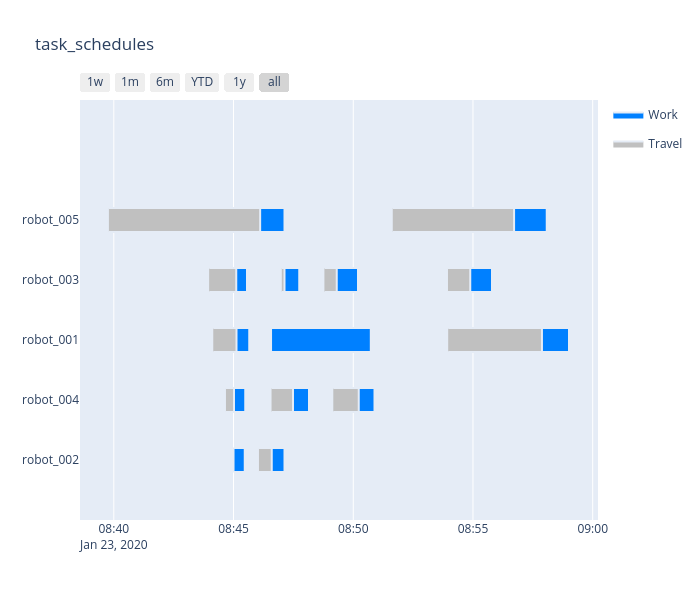 task_schedules
1w 1m 6m YTD 1y all
Work
Travel
robot_005
robot_003
robot_001
robot_004
robot_002
08:40 08:45 08:50 08:55 09:00
Jan 23, 2020